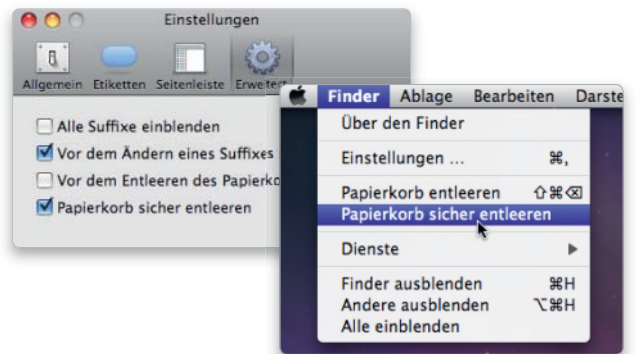 Einstellungen
Allgemein Etiketten Seitenleiste Erweitert
Alle Suffixe einblenden
Vor dem Ändern eines Suffixes
Vor dem Entleeren des
Papierkorb sicher entleeren
Finder Ablage Bearbeiten
Über den Finder
Einstellungen ... ⌘,
Papierkorb entleeren ⇧⌘⌫
Papierkorb sicher entleeren
Dienste
Finder ausblenden ⌘H
Andere ausblenden ⌥⌘H
Alle einblenden